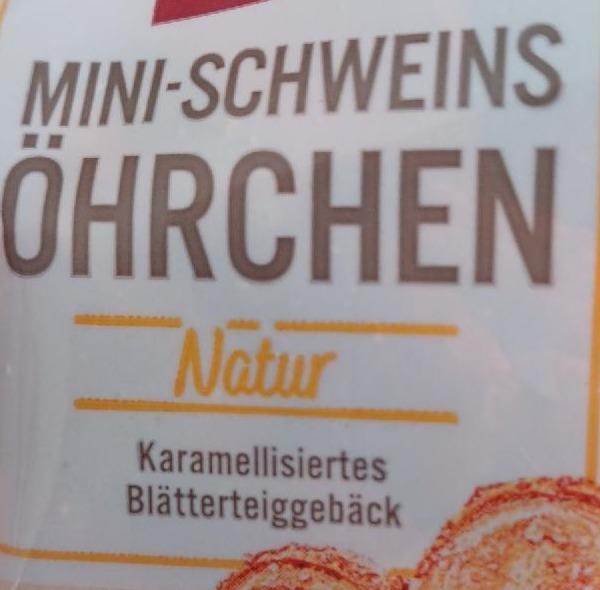 MINI-SCHWEINS
ÖHRCHEN
Natur
Karamellisiertes
Blätterteiggebäck